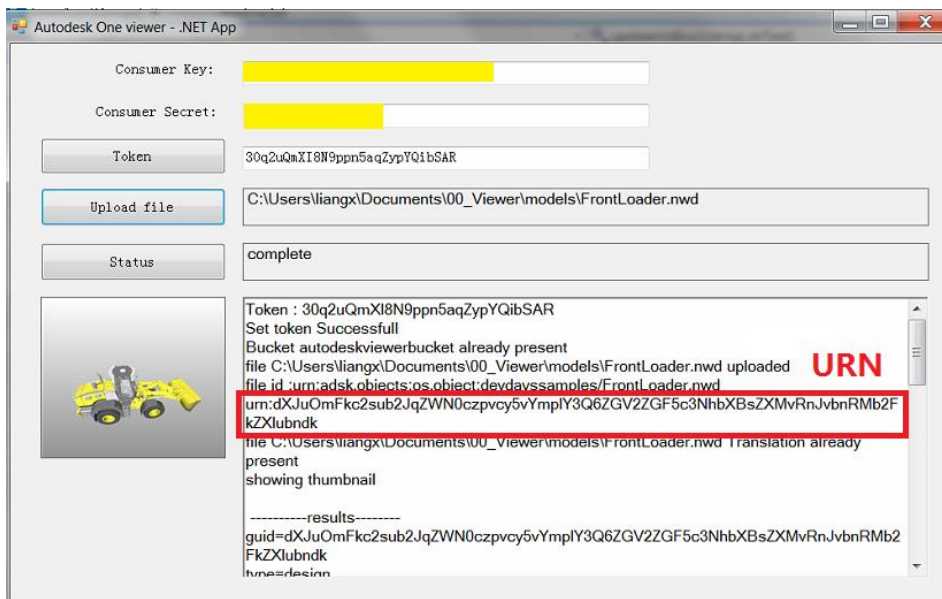 Autodesk One viewer - .NET App
Consumer Key:
Consumer Secret:
Token
30q2uQmXI8N9ppn5aqZypYQibSAR
Upload file
C:\Users\liangx\Documents\00_Viewer\models\FrontLoader.nwd
Status
complete
Token : 30q2uQmXI8N9ppn5aqZypYQibSAR
Set token Successfull
Bucket autodeskviewerbucket already present
file C:\Users\liangx\Documents\00_Viewer\models\FrontLoader.nwd uploaded
URN
file id :urn:adsk.objects:os.object:devdayssamples/FrontLoader.nwd
urn:dXJuOmFkc2sub2JqZWN0czpvcy5vYmplY3Q6ZGV2ZGF5c3NhbXBsZXMvRnJvbnRMb2F
kZXIubndk
file C:\Users\liangx\Documents\00_Viewer\models\FrontLoader.nwd Translation already
present
showing thumbnail
----------results--------
guid=dXJuOmFkc2sub2JqZWN0czpvcy5vYmplY3Q6ZGV2ZGF5c3NhbXBsZXMvRnJvbnRMb2
FkZXIubndk
type=design